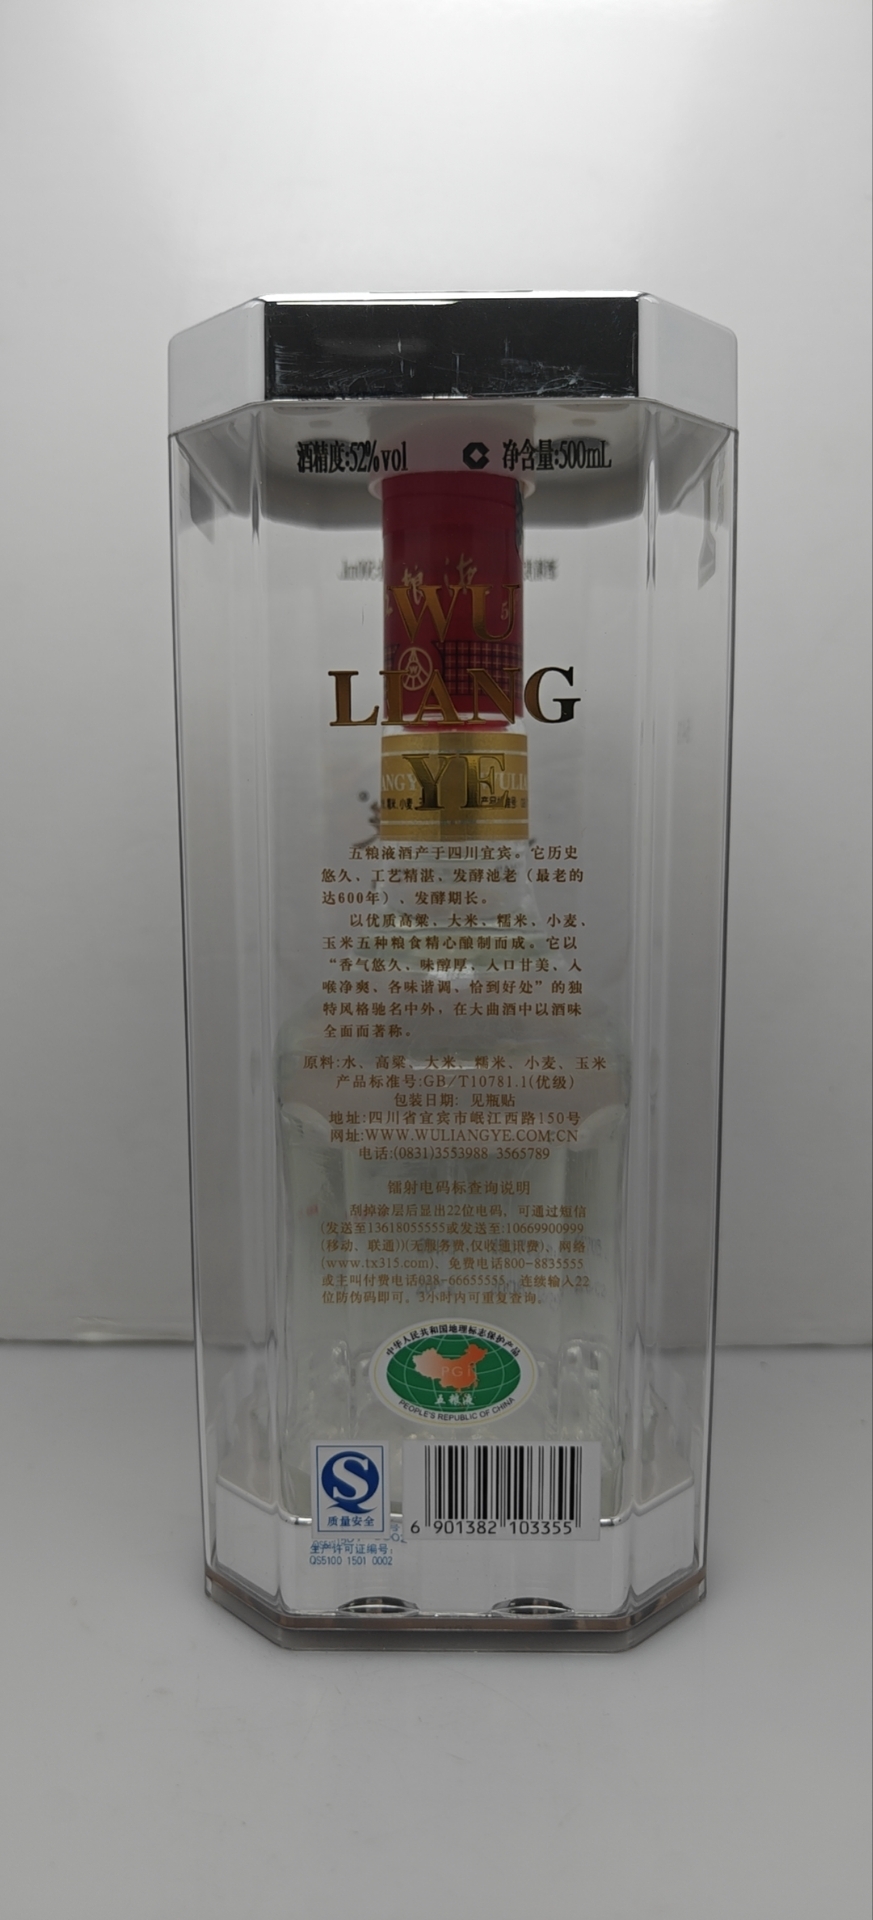 酒精度:52%vol 净含量:500mL
粮液
WU
LIANG
YE
五粮液酒产于四川宜宾。它历史
悠久、工艺精湛、发酵池老（最老的
达600年）、发酵期长。
以优质高粱、大米、糯米、小麦、
玉米五种粮食精心酿制而成。它以
“香气悠久、味醇厚、入口甘美、入
喉净爽、各味谐调、恰到好处”的独
特风格驰名中外，在大曲酒中以酒味
全面而著称。
原料:水、高粱、大米、糯米、小麦、玉米
产品标准号:GB/T10781.1(优级)
包装日期: 见瓶贴
地址:四川省宜宾市岷江西路150号
网址:WWW.WULIANGYE.COM.CN
电话:(0831)3553988 3565789
镭射电码标查询说明
刮掉涂层后显出22位电码，可通过短信
(发送至13618055555或发送至:10669900999
(移动、联通))(无服务费,仅收通讯费)、网络
(www.tx315.com)、免费电话800-8835555
或主叫付费电话028-66655555，连续输入22
位防伪码即可。3小时内可重复查询。
中华人民共和国地理标志保护产品
PGI
五粮液
PEOPLE'S REPUBLIC OF CHINA
质量安全
6 901382 103355
生产许可证编号:
QS5100 1501 0002